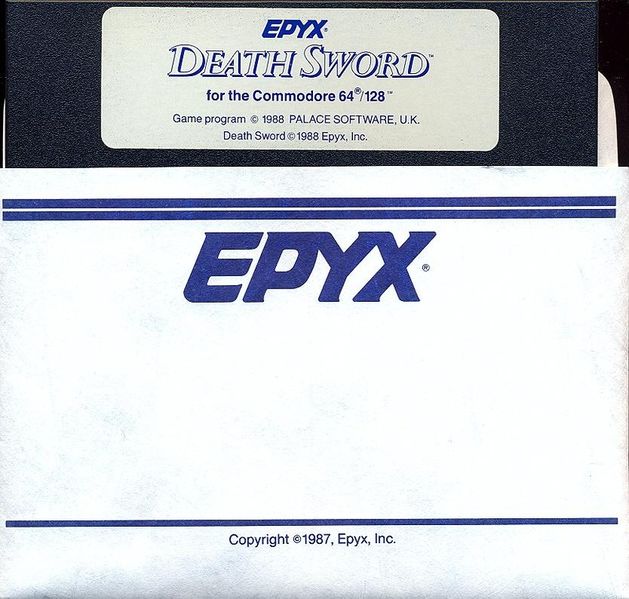 EPYX®
DEATH SWORD™
for the Commodore 64®/128™
Game program © 1988 PALACE SOFTWARE, U.K.
Death Sword © 1988 Epyx, Inc.
EPYX®
Copyright ©1987, Epyx, Inc.